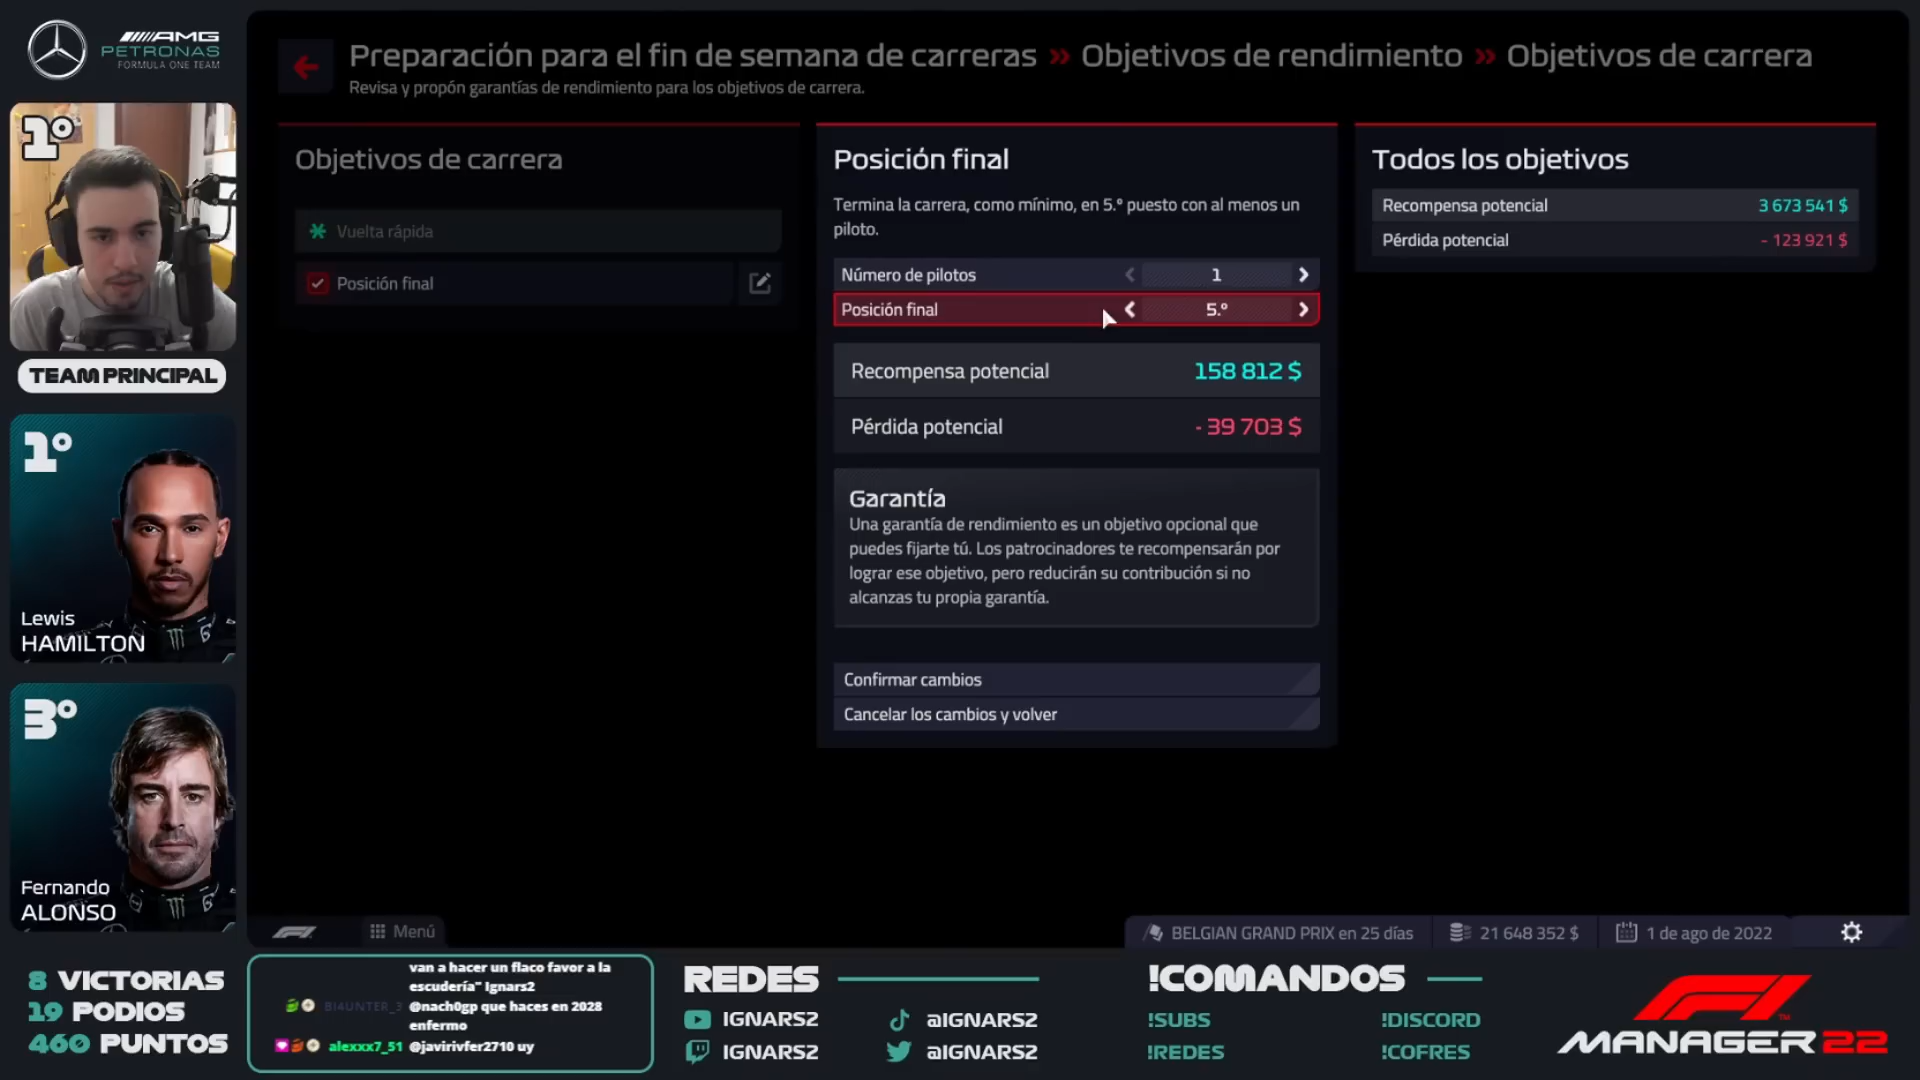 AMG
PETRONAS
FORMULA ONE TEAM
1º
TEAM PRINCIPAL
1º
Lewis
HAMILTON
3º
Fernando
ALONSO
8 VICTORIAS
19 PODIOS
460 PUNTOS
Preparación para el fin de semana de carreras » Objetivos de rendimiento » Objetivos de carrera
Revisa y propón garantías de rendimiento para los objetivos de carrera.
Objetivos de carrera
Vuelta rápida
Posición final
Posición final
Termina la carrera, como mínimo, en 5.º puesto con al menos un
piloto.
Número de pilotos 1
Posición final 5.º
Recompensa potencial 158 812 $
Pérdida potencial - 39 703 $
Garantía
Una garantía de rendimiento es un objetivo opcional que
puedes fijarte tú. Los patrocinadores te recompensarán por
lograr ese objetivo, pero reducirán su contribución si no
alcanzas tu propia garantía.
Confirmar cambios
Cancelar los cambios y volver
Todos los objetivos
Recompensa potencial 3 673 541 $
Pérdida potencial - 123 921 $
Menú
BELGIAN GRAND PRIX en 25 días
21 648 352 $
1 de ago de 2022
van a hacer un flaco favor a la
escudería" Ignars2
BI4UNTER_3 @nach0gp que haces en 2028
enfermo
alexxx7_51 @javirivfer2710 uy
REDES
IGNARS2 @IGNARS2
IGNARS2 @IGNARS2
!COMANDOS
!SUBS !DISCORD
!REDES !COFRES
F1
MANAGER 22